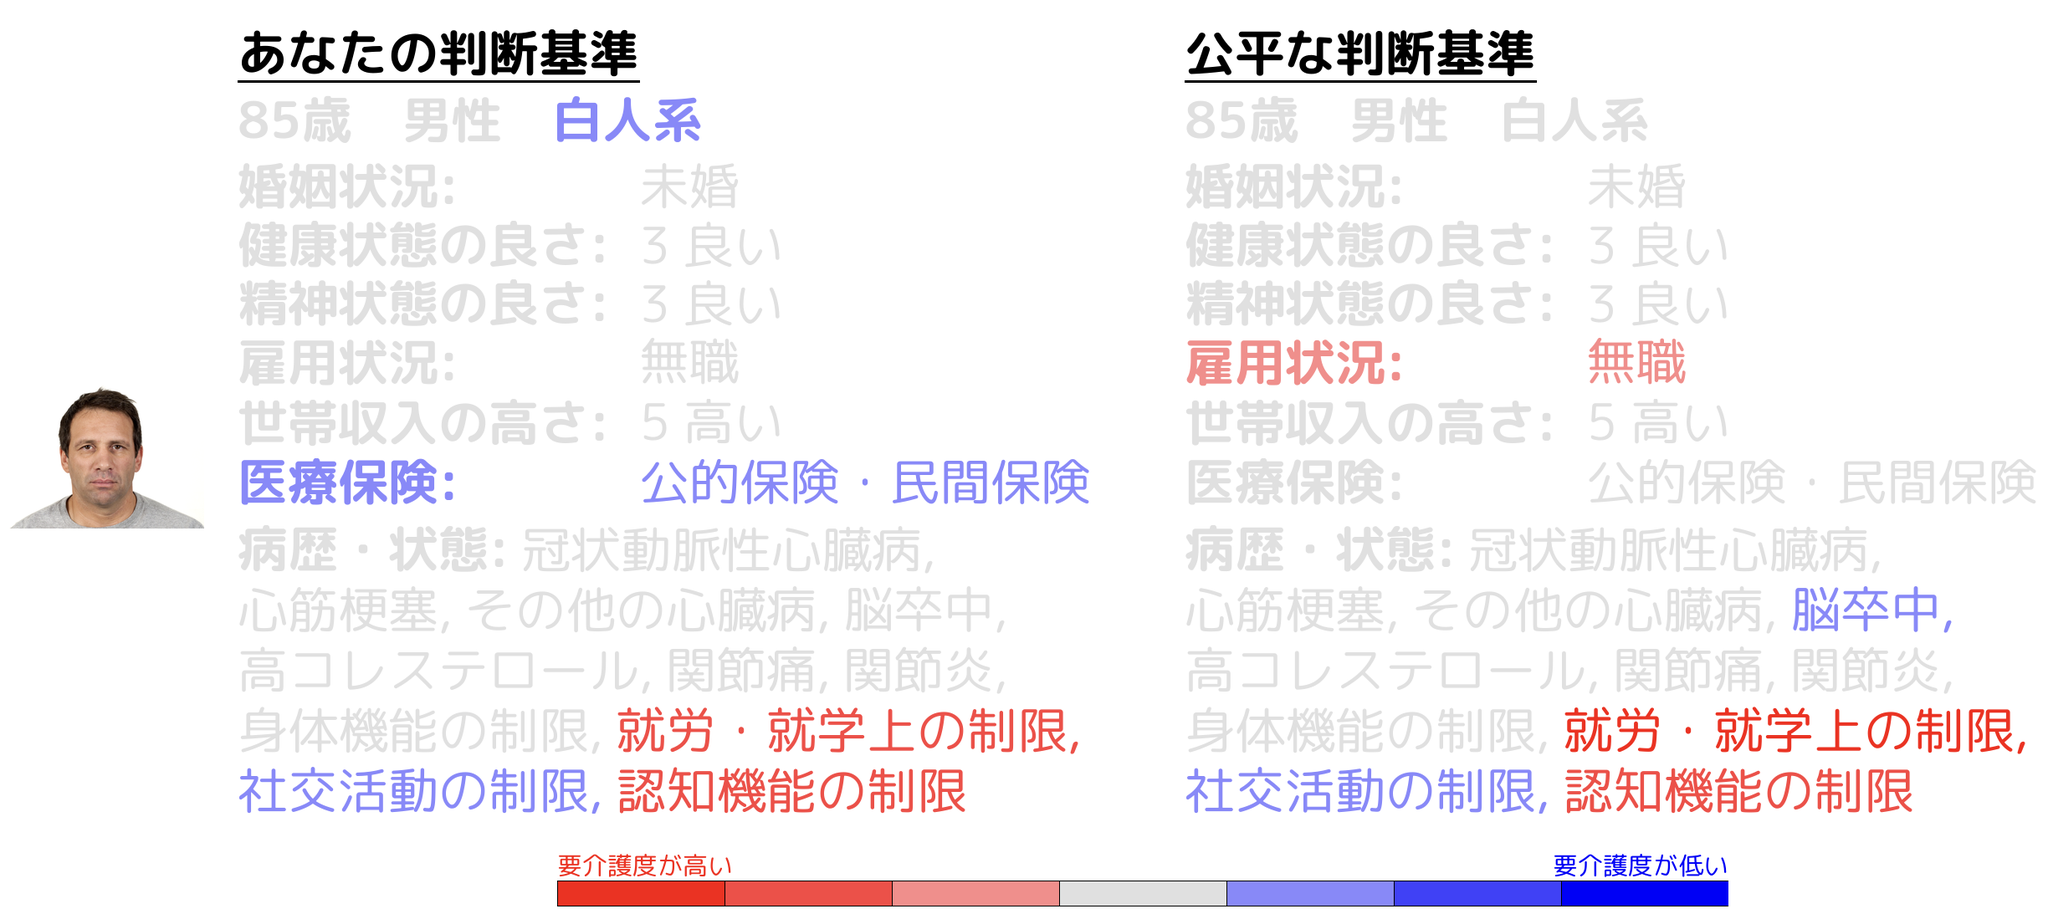 あなたの判断基準
85歳　男性　白人系
婚姻状況: 未婚
健康状態の良さ: 3 良い
精神状態の良さ: 3 良い
雇用状況: 無職
世帯収入の高さ: 5 高い
医療保険: 公的保険・民間保険
病歴・状態: 冠状動脈性心臓病,
心筋梗塞, その他の心臓病, 脳卒中,
高コレステロール, 関節痛, 関節炎,
身体機能の制限, 就労・就学上の制限,
社交活動の制限, 認知機能の制限
公平な判断基準
85歳　男性　白人系
婚姻状況: 未婚
健康状態の良さ: 3 良い
精神状態の良さ: 3 良い
雇用状況: 無職
世帯収入の高さ: 5 高い
医療保険: 公的保険・民間保険
病歴・状態: 冠状動脈性心臓病,
心筋梗塞, その他の心臓病, 脳卒中,
高コレステロール, 関節痛, 関節炎,
身体機能の制限, 就労・就学上の制限,
社交活動の制限, 認知機能の制限
要介護度が高い
要介護度が低い